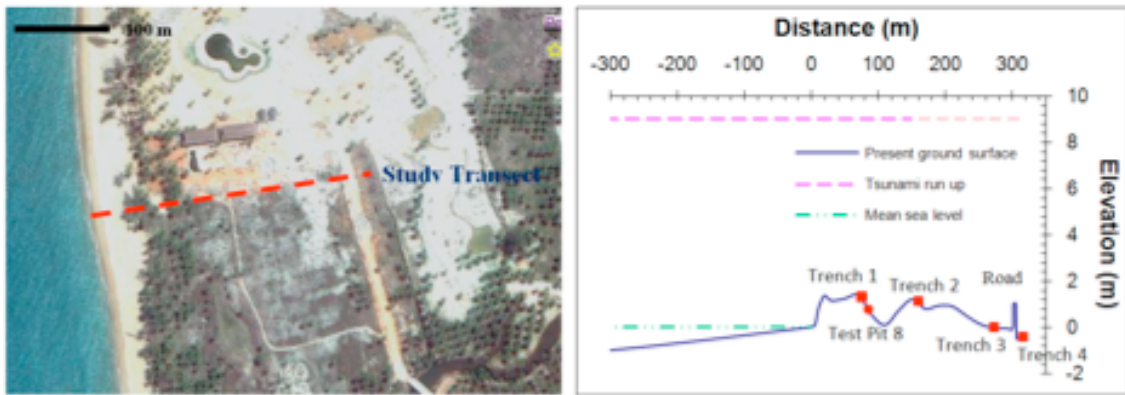 100 m
Study Transect
Distance (m)
-300 -200 -100 0 100 200 300
10
8
6
4
2
0
-2
Elevation (m)
Present ground surface
Tsunami run up
Mean sea level
Trench 1
Trench 2
Road
Test Pit 8
Trench 3
Trench 4